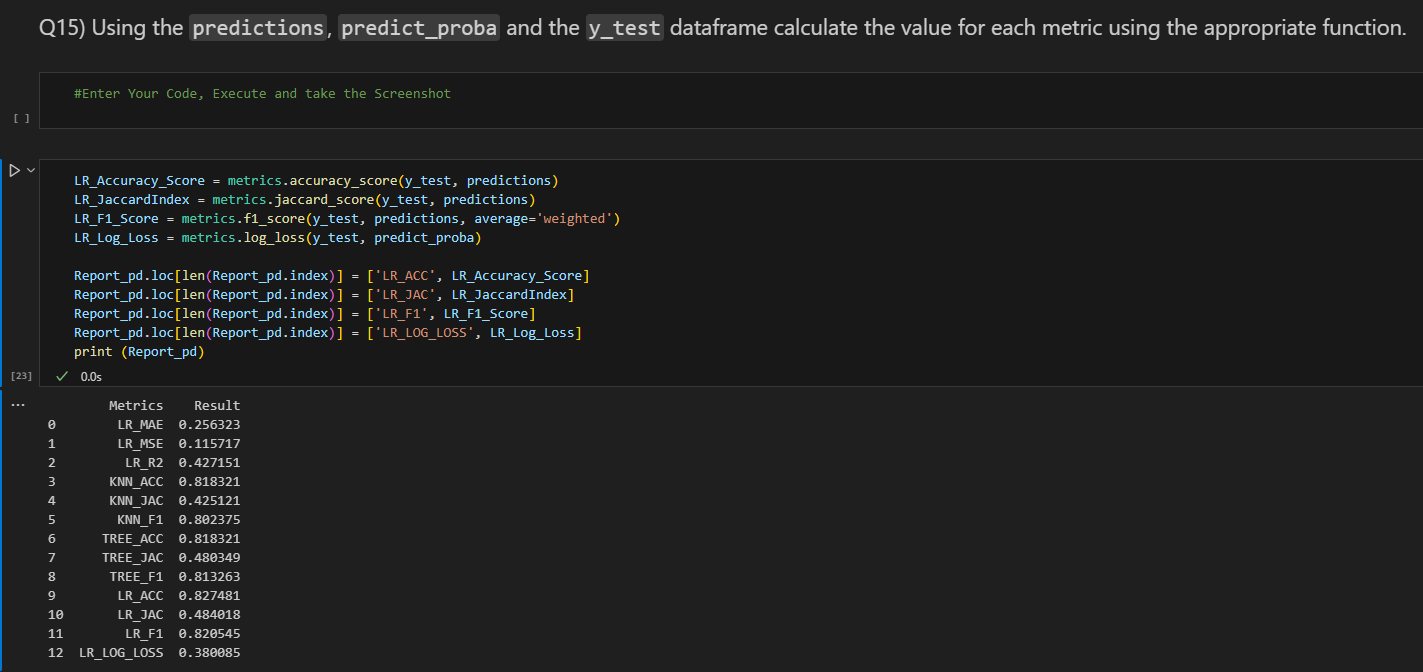 Q15) Using the predictions, predict_proba and the y_test dataframe calculate the value for each metric using the appropriate function.
#Enter Your Code, Execute and take the Screenshot
[ ]
LR_Accuracy_Score = metrics.accuracy_score(y_test, predictions)
LR_JaccardIndex = metrics.jaccard_score(y_test, predictions)
LR_F1_Score = metrics.f1_score(y_test, predictions, average='weighted')
LR_Log_Loss = metrics.log_loss(y_test, predict_proba)
Report_pd.loc[len(Report_pd.index)] = ['LR_ACC', LR_Accuracy_Score]
Report_pd.loc[len(Report_pd.index)] = ['LR_JAC', LR_JaccardIndex]
Report_pd.loc[len(Report_pd.index)] = ['LR_F1', LR_F1_Score]
Report_pd.loc[len(Report_pd.index)] = ['LR_LOG_LOSS', LR_Log_Loss]
print (Report_pd)
[23] ✓ 0.0s
... Metrics Result
0 LR_MAE 0.256323
1 LR_MSE 0.115717
2 LR_R2 0.427151
3 KNN_ACC 0.818321
4 KNN_JAC 0.425121
5 KNN_F1 0.802375
6 TREE_ACC 0.818321
7 TREE_JAC 0.480349
8 TREE_F1 0.813263
9 LR_ACC 0.827481
10 LR_JAC 0.484018
11 LR_F1 0.820545
12 LR_LOG_LOSS 0.380085